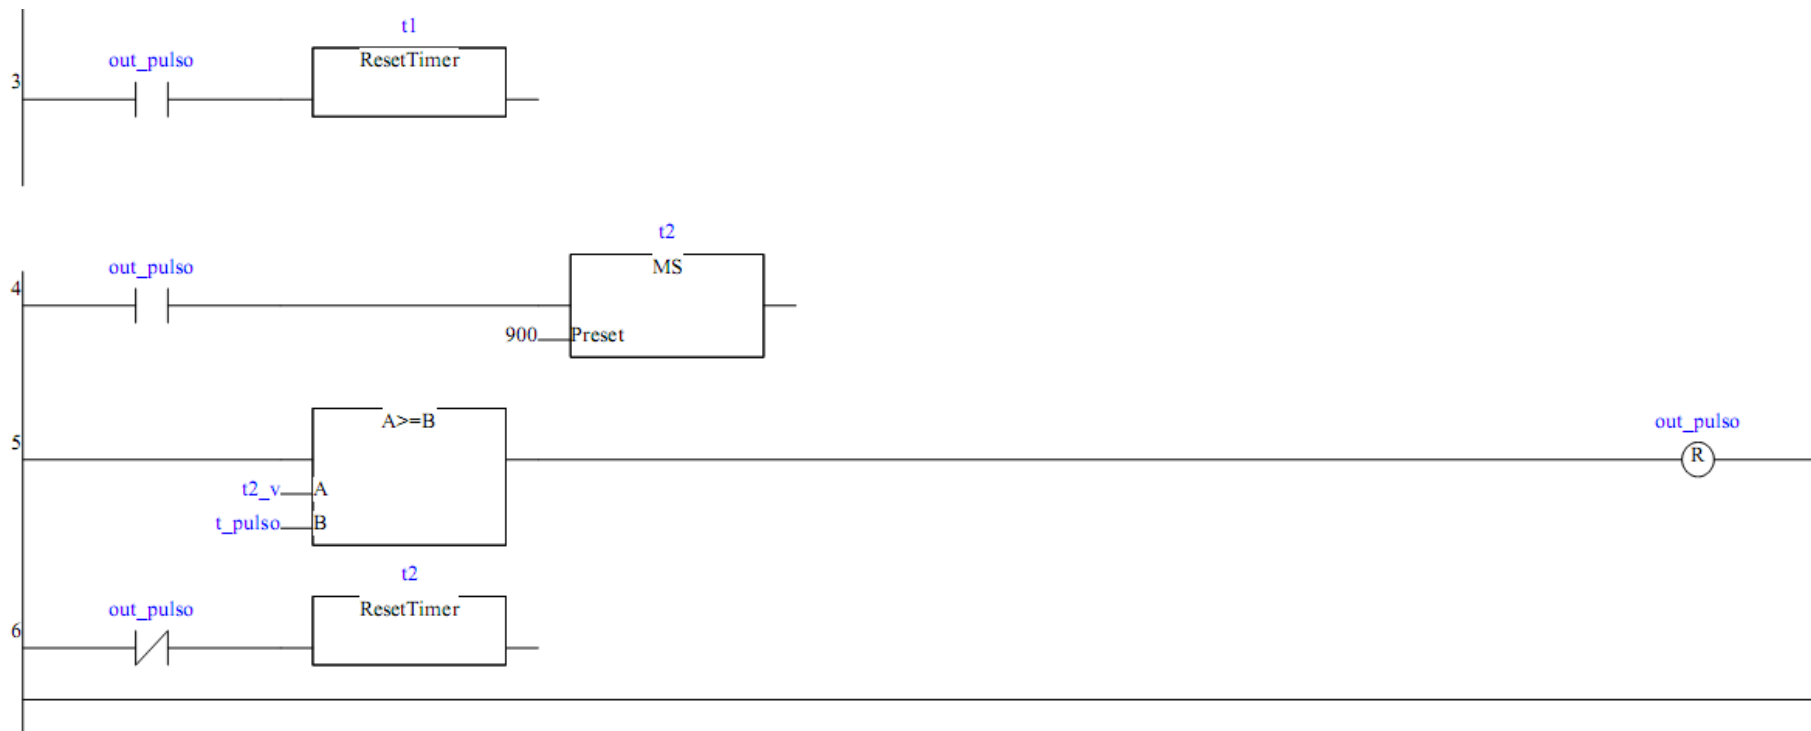 t1
out_pulso
ResetTimer
3
t2
out_pulso
MS
4
900
Preset
A>=B
out_pulso
5
R
t2_v
A
t_pulso
B
t2
out_pulso
ResetTimer
6